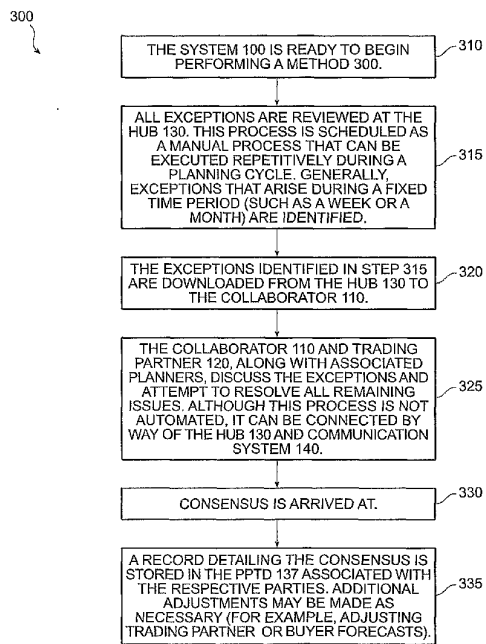 300
THE SYSTEM 100 IS READY TO BEGIN
PERFORMING A METHOD 300.
310
ALL EXCEPTIONS ARE REVIEWED AT THE
HUB 130. THIS PROCESS IS SCHEDULED AS
A MANUAL PROCESS THAT CAN BE
EXECUTED REPETITIVELY DURING A
PLANNING CYCLE. GENERALLY,
EXCEPTIONS THAT ARISE DURING A FIXED
TIME PERIOD (SUCH AS A WEEK OR A
MONTH) ARE IDENTIFIED.
315
THE EXCEPTIONS IDENTIFIED IN STEP 315
ARE DOWNLOADED FROM THE HUB 130 TO
THE COLLABORATOR 110.
320
THE COLLABORATOR 110 AND TRADING
PARTNER 120, ALONG WITH ASSOCIATED
PLANNERS, DISCUSS THE EXCEPTIONS AND
ATTEMPT TO RESOLVE ALL REMAINING
ISSUES. ALTHOUGH THIS PROCESS IS NOT
AUTOMATED, IT CAN BE CONNECTED BY
WAY OF THE HUB 130 AND COMMUNICATION
SYSTEM 140.
325
CONSENSUS IS ARRIVED AT.
330
A RECORD DETAILING THE CONSENSUS IS
STORED IN THE PPTD 137 ASSOCIATED WITH
THE RESPECTIVE PARTIES. ADDITIONAL
ADJUSTMENTS MAY BE MADE AS
NECESSARY (FOR EXAMPLE, ADJUSTING
TRADING PARTNER OR BUYER FORECASTS).
335